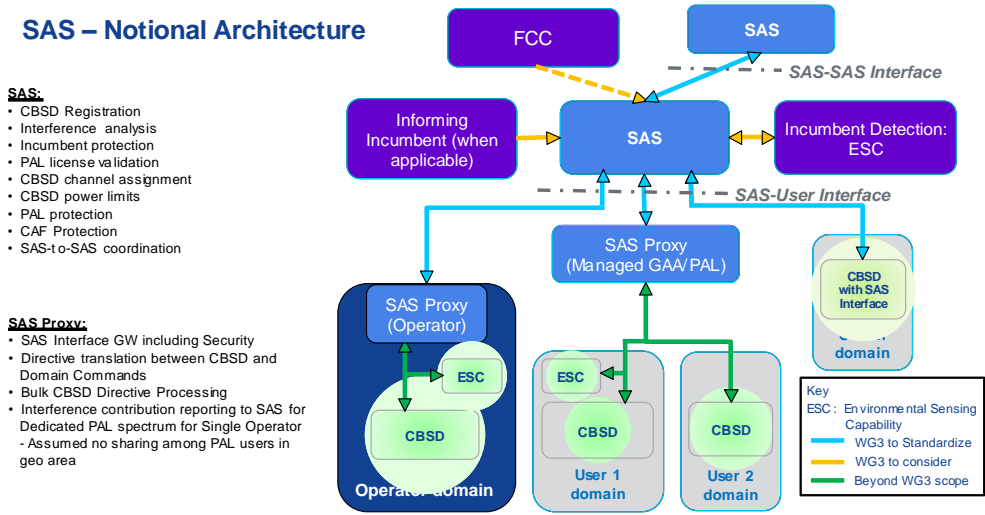 SAS – Notional Architecture
SAS:
• CBSD Registration
• Interference analysis
• Incumbent protection
• PAL license validation
• CBSD channel assignment
• CBSD power limits
• PAL protection
• CAF Protection
• SAS-to-SAS coordination
SAS Proxy:
• SAS Interface GW including Security
• Directive translation between CBSD and
Domain Commands
• Bulk CBSD Directive Processing
• Interference contribution reporting to SAS for
Dedicated PAL spectrum for Single Operator
- Assumed no sharing among PAL users in
geo area
FCC
SAS
SAS-SAS Interface
Informing
Incumbent (when
applicable)
SAS
Incumbent Detection:
ESC
SAS-User Interface
SAS Proxy
(Managed GAA/PAL)
SAS Proxy
(Operator)
ESC
CBSD
Operator domain
ESC
CBSD
User 1
domain
CBSD
User 2
domain
CBSD
with SAS
Interface
domain
Key
ESC: Environmental Sensing
Capability
WG3 to Standardize
WG3 to consider
Beyond WG3 scope